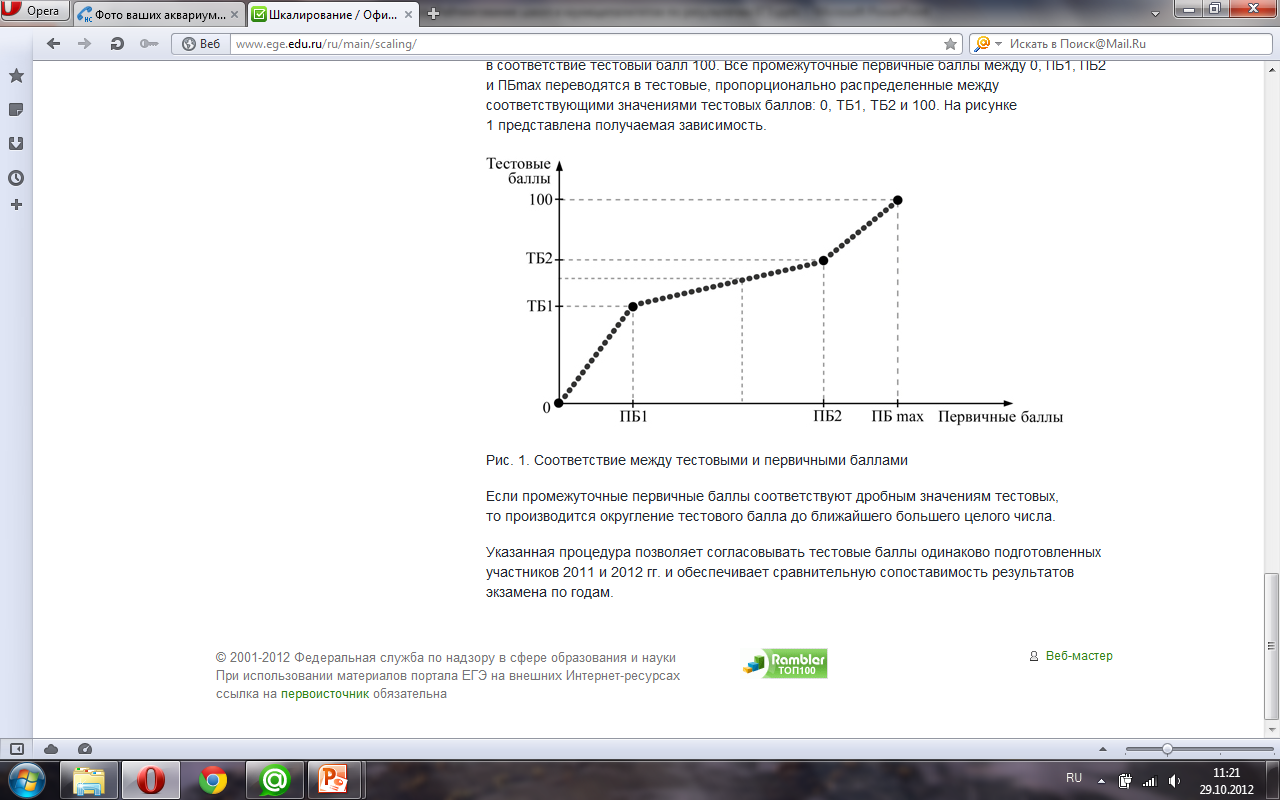 Opera
Фото ваших аквариум...
Шкалирование / Офи...
Веб
www.ege.edu.ru/ru/main/scaling/
Искать в Поиск@Mail.Ru
в соответствие тестовый балл 100. Все промежуточные первичные баллы между 0, ПБ1, ПБ2
и ПБmax переводятся в тестовые, пропорционально распределенные между
соответствующими значениями тестовых баллов: 0, ТБ1, ТБ2 и 100. На рисунке
1 представлена получаемая зависимость.
Тестовые
баллы
100
ТБ2
ТБ1
0
ПБ1
ПБ2
ПБ max
Первичные баллы
Рис. 1. Соответствие между тестовыми и первичными баллами
Если промежуточные первичные баллы соответствуют дробным значениям тестовых,
то производится округление тестового балла до ближайшего большего целого числа.
Указанная процедура позволяет согласовывать тестовые баллы одинаково подготовленных
участников 2011 и 2012 гг. и обеспечивает сравнительную сопоставимость результатов
экзамена по годам.
© 2001-2012 Федеральная служба по надзору в сфере образования и науки
При использовании материалов портала ЕГЭ на внешних Интернет-ресурсах
ссылка на первоисточник обязательна
Rambler
ТОП100
Веб-мастер
RU
11:21
29.10.2012